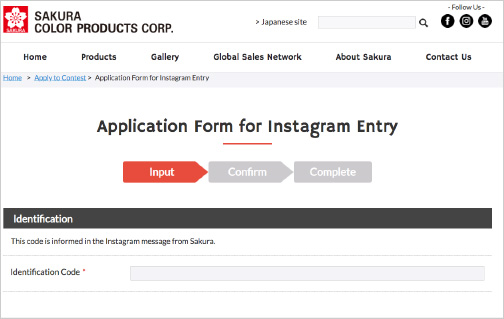 SAKURA
SAKURA
COLOR PRODUCTS CORP.
> Japanese site
- Follow Us -
Home Products Gallery Global Sales Network About Sakura Contact Us
Home > Apply to Contest > Application Form for Instagram Entry
Application Form for Instagram Entry
Input Confirm Complete
Identification
This code is informed in the Instagram message from Sakura.
Identification Code *